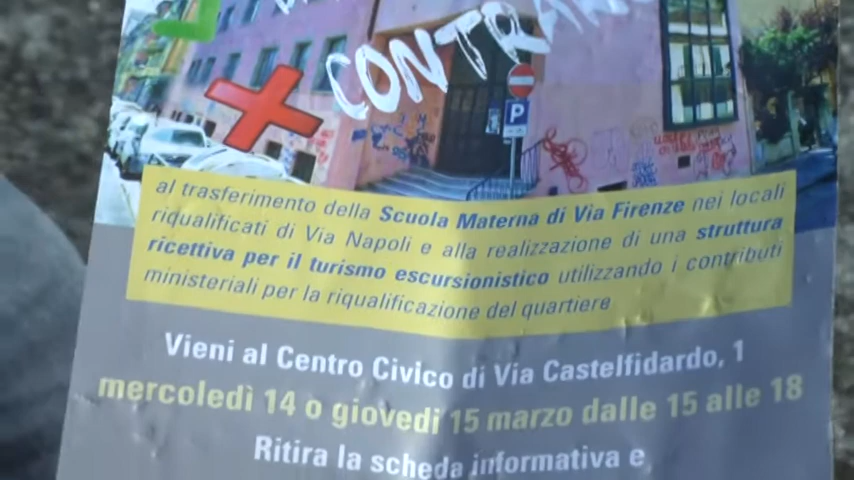 CONTRARIO
P
al trasferimento della Scuola Materna di Via Firenze nei locali
riqualificati di Via Napoli e alla realizzazione di una struttura
ricettiva per il turismo escursionistico utilizzando i contributi
ministeriali per la riqualificazione del quartiere
Vieni al Centro Civico di Via Castelfidardo, 1
mercoledì 14 o giovedì 15 marzo dalle 15 alle 18
Ritira la scheda informativa e